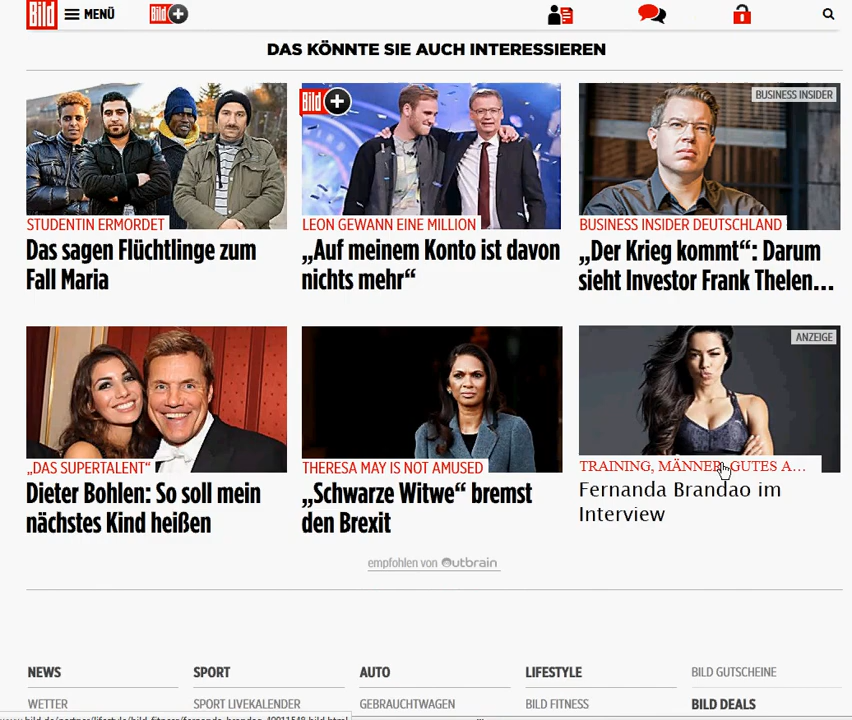 Bild MENÜ Bild +
DAS KÖNNTE SIE AUCH INTERESSIEREN
STUDENTIN ERMORDET
Das sagen Flüchtlinge zum
Fall Maria
Bild +
LEON GEWANN EINE MILLION
„Auf meinem Konto ist davon
nichts mehr“
BUSINESS INSIDER
BUSINESS INSIDER DEUTSCHLAND
„Der Krieg kommt“: Darum
sieht Investor Frank Thelen...
„DAS SUPERTALENT“
Dieter Bohlen: So soll mein
nächstes Kind heißen
THERESA MAY IS NOT AMUSED
„Schwarze Witwe“ bremst
den Brexit
ANZEIGE
TRAINING, MÄNNER, GUTES A...
Fernanda Brandao im
Interview
empfohlen von Outbrain
NEWS SPORT AUTO LIFESTYLE BILD GUTSCHEINE
WETTER SPORT LIVEKALENDER GEBRAUCHTWAGEN BILD FITNESS BILD DEALS